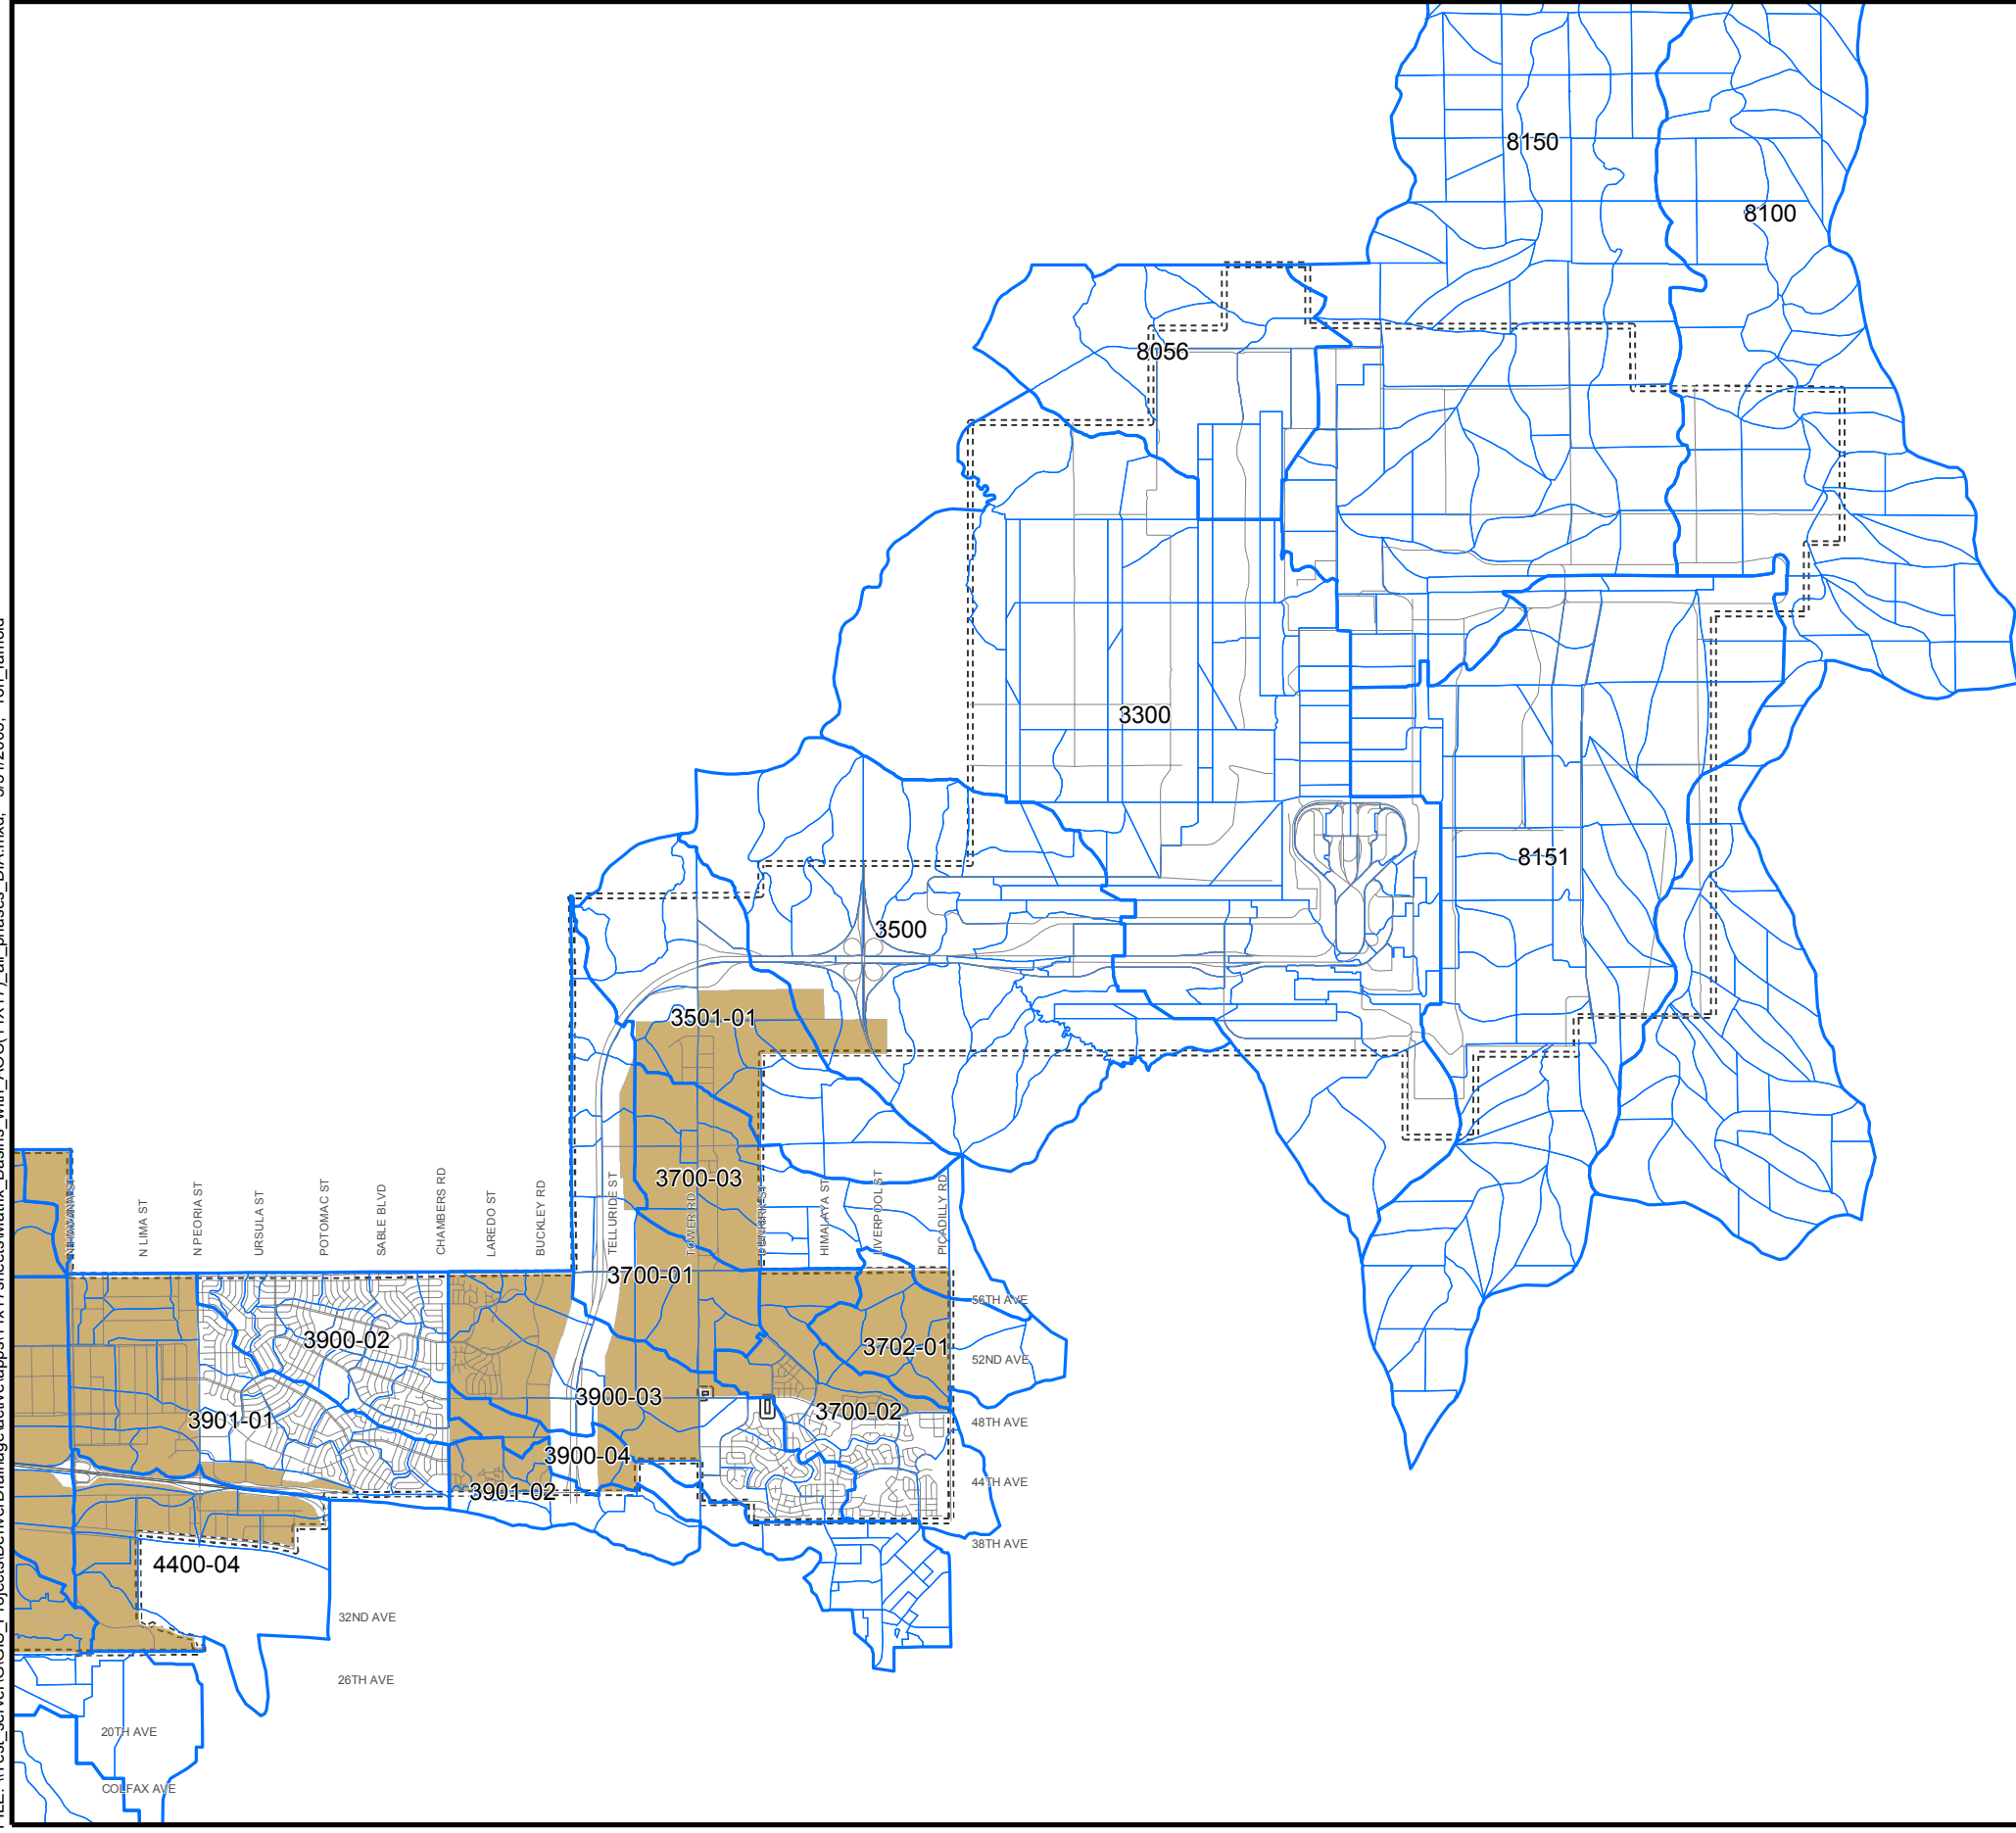 8150
8100
8056
3300
8151
3500
3501-01
3700-03
N LIMA ST
N PEORIA ST
URSULA ST
POTOMAC ST
SABLE BLVD
CHAMBERS RD
LAREDO ST
BUCKLEY RD
TELLURIDE ST
TOWER RD
HIMALAYA ST
LIVERPOOL ST
PICADILLY RD
3700-01
56TH AVE
3900-02
3702-01
52ND AVE
3900-03
3901-01
3700-02
48TH AVE
3900-04
44TH AVE
3901-02
38TH AVE
4400-04
32ND AVE
26TH AVE
20TH AVE
COLFAX AVE